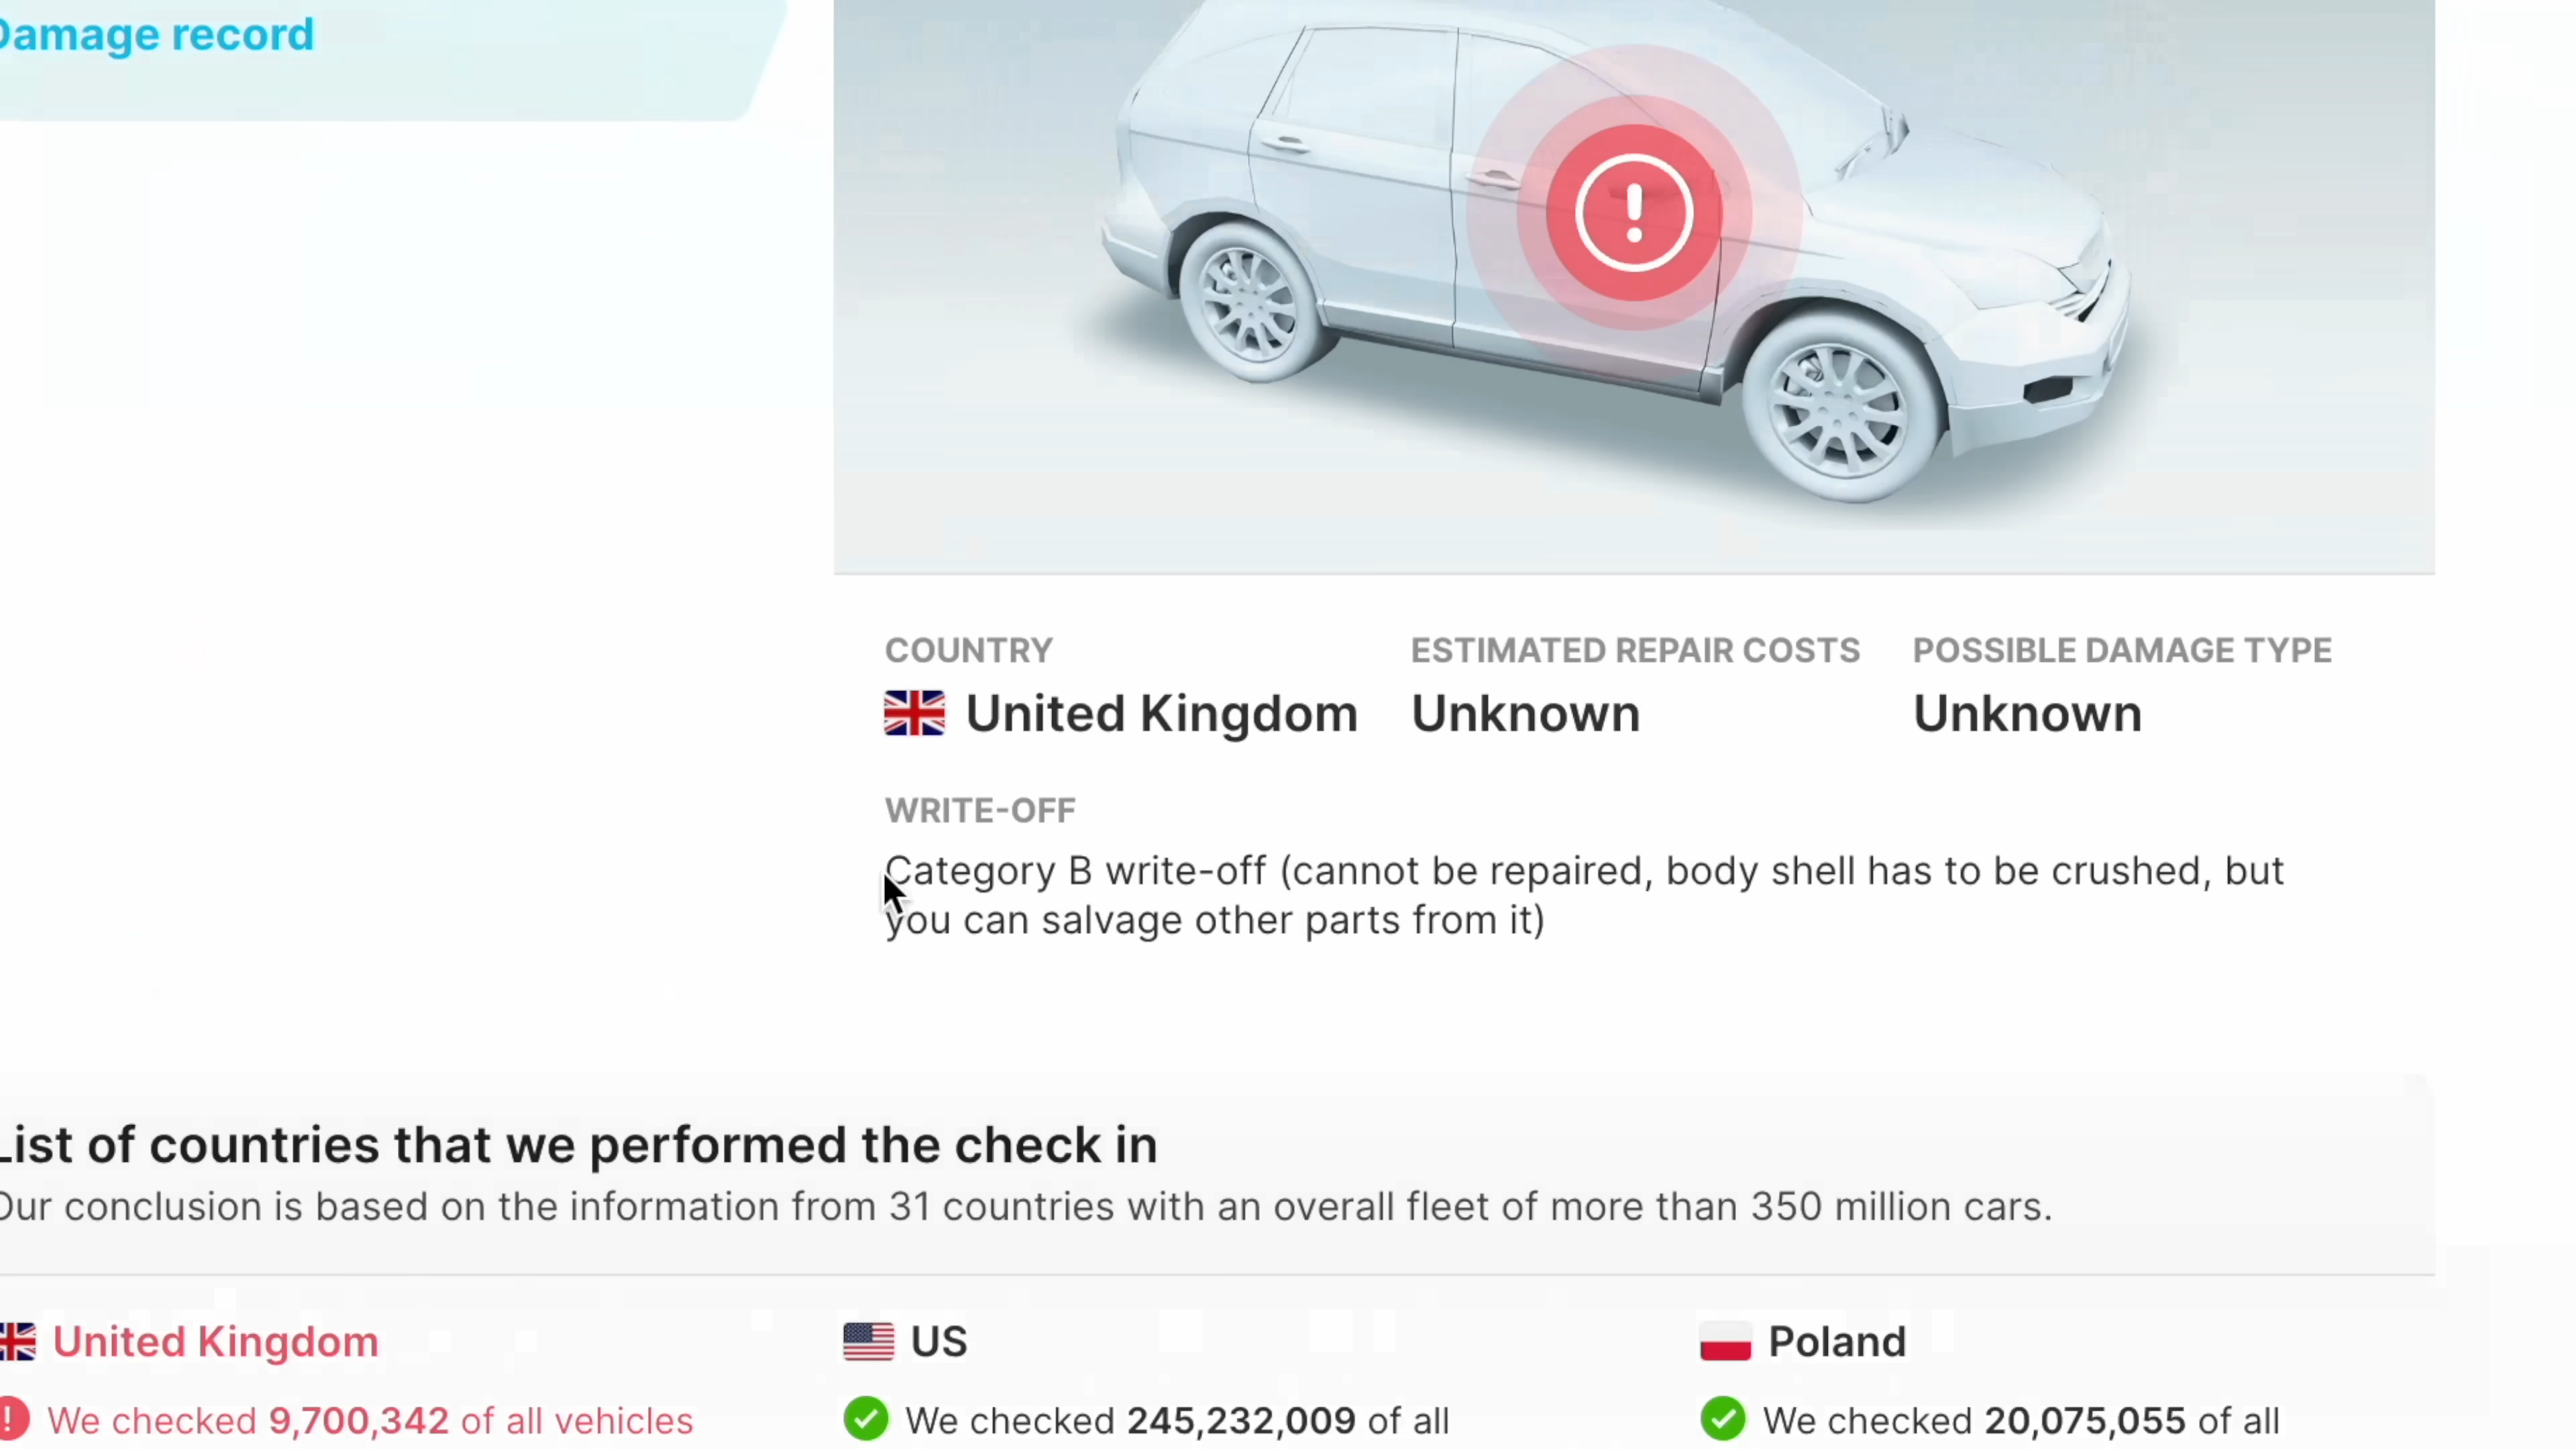 Damage record
COUNTRY
United Kingdom
ESTIMATED REPAIR COSTS
Unknown
POSSIBLE DAMAGE TYPE
Unknown
WRITE-OFF
Category B write-off (cannot be repaired, body shell has to be crushed, but
you can salvage other parts from it)
List of countries that we performed the check in
Our conclusion is based on the information from 31 countries with an overall fleet of more than 350 million cars.
United Kingdom
We checked 9,700,342 of all vehicles
US
We checked 245,232,009 of all
Poland
We checked 20,075,055 of all